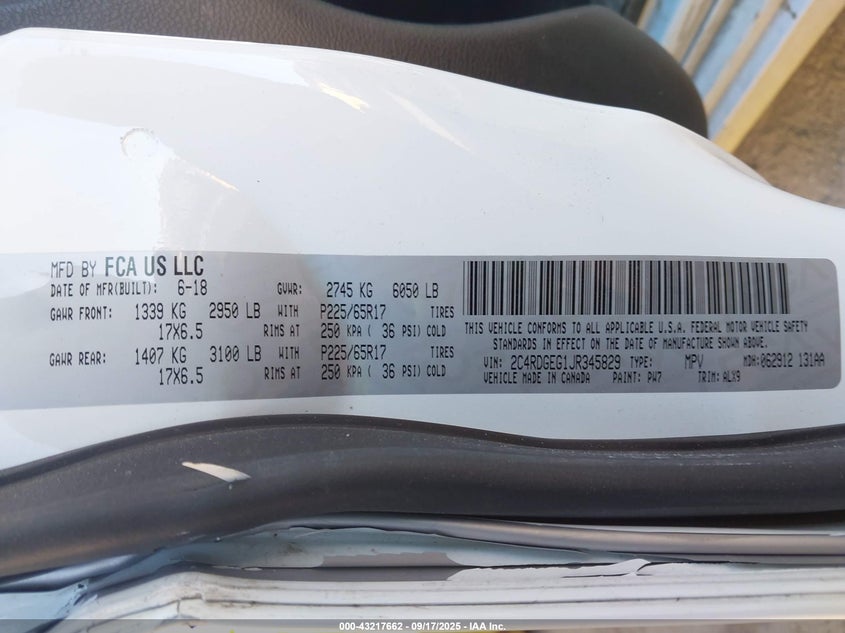 MFD BY FCA US LLC
DATE OF MFR(BUILT): 6-18 GVWR: 2745 KG 6050 LB
GAWR FRONT: 1339 KG 2950 LB WITH P225/65R17 TIRES
17X6.5 RIMS AT 250 KPA ( 36 PSI) COLD
GAWR REAR: 1407 KG 3100 LB WITH P225/65R17 TIRES
17X6.5 RIMS AT 250 KPA ( 36 PSI) COLD
THIS VEHICLE CONFORMS TO ALL APPLICABLE U.S.A. FEDERAL MOTOR VEHICLE SAFETY
STANDARDS IN EFFECT ON THE DATE OF MANUFACTURE SHOWN ABOVE.
VIN: 2C4RDGEG1JR345829 TYPE: MPV MDH: 062912 131AA
VEHICLE MADE IN CANADA PAINT: PW7 TRIM: ALX9
000-43217662 - 09/17/2025 - IAA Inc.